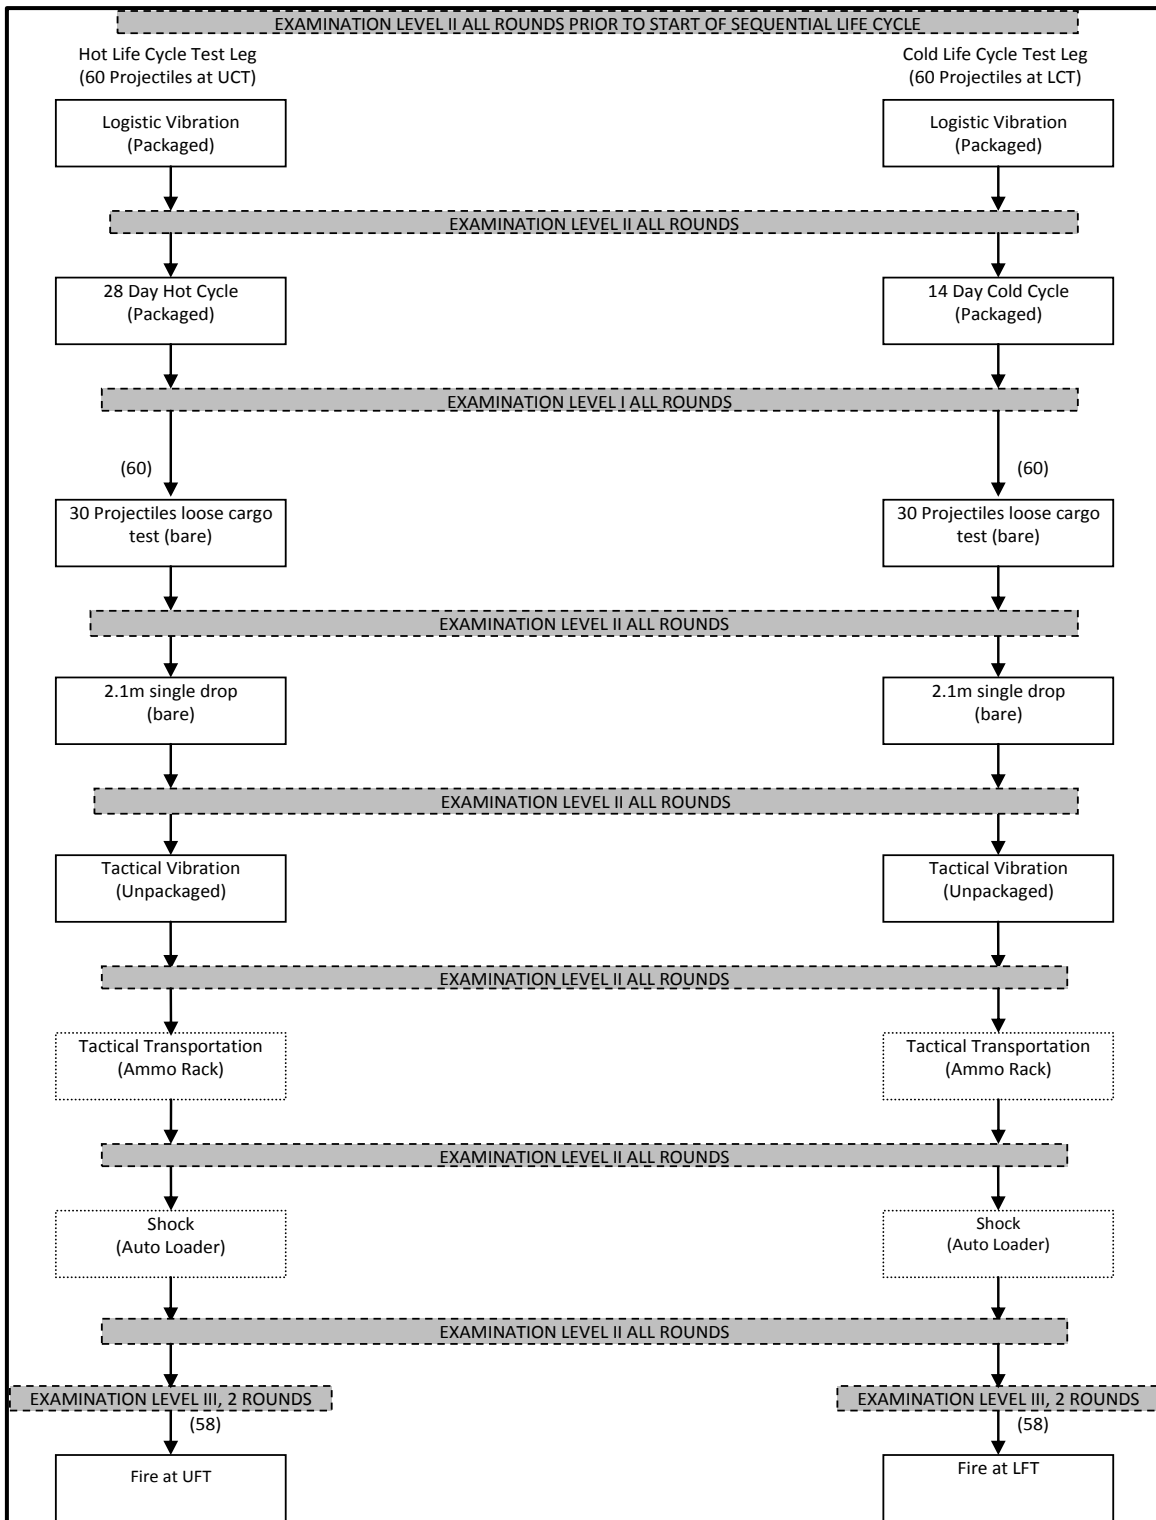 EXAMINATION LEVEL II ALL ROUNDS PRIOR TO START OF SEQUENTIAL LIFE CYCLE
Hot Life Cycle Test Leg
(60 Projectiles at UCT)
Cold Life Cycle Test Leg
(60 Projectiles at LCT)
Logistic Vibration
(Packaged)
Logistic Vibration
(Packaged)
EXAMINATION LEVEL II ALL ROUNDS
28 Day Hot Cycle
(Packaged)
14 Day Cold Cycle
(Packaged)
EXAMINATION LEVEL I ALL ROUNDS
(60)
(60)
30 Projectiles loose cargo
test (bare)
30 Projectiles loose cargo
test (bare)
EXAMINATION LEVEL II ALL ROUNDS
2.1m single drop
(bare)
2.1m single drop
(bare)
EXAMINATION LEVEL II ALL ROUNDS
Tactical Vibration
(Unpackaged)
Tactical Vibration
(Unpackaged)
EXAMINATION LEVEL II ALL ROUNDS
Tactical Transportation
(Ammo Rack)
Tactical Transportation
(Ammo Rack)
EXAMINATION LEVEL II ALL ROUNDS
Shock
(Auto Loader)
Shock
(Auto Loader)
EXAMINATION LEVEL II ALL ROUNDS
EXAMINATION LEVEL III, 2 ROUNDS
EXAMINATION LEVEL III, 2 ROUNDS
(58)
(58)
Fire at UFT
Fire at LFT